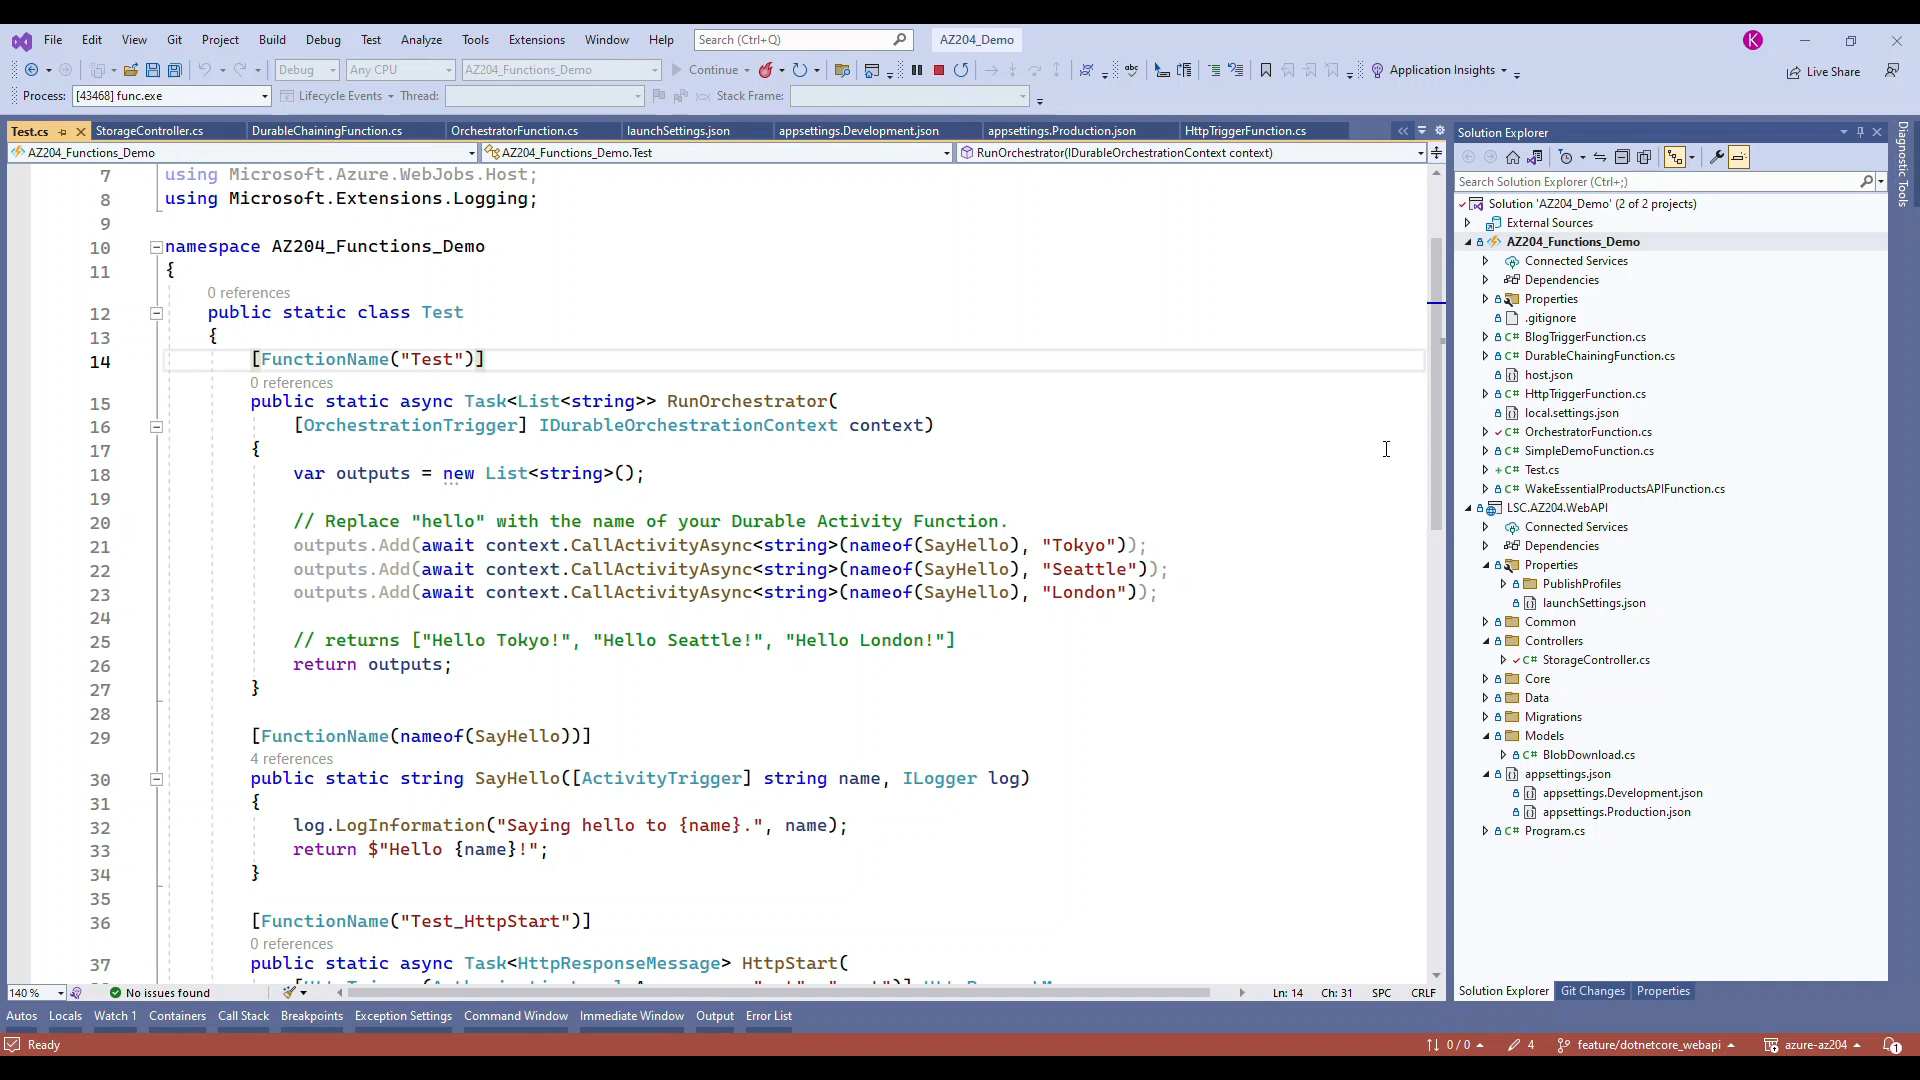 File Edit View Git Project Build Debug Test Analyze Tools Extensions Window Help Search (Ctrl+Q) AZ204_Demo K
Debug Any CPU AZ204_Functions_Demo Continue Application Insights Live Share
Process: [43468] func.exe Lifecycle Events Thread: Stack Frame:
Test.cs StorageController.cs DurableChainingFunction.cs OrchestratorFunction.cs launchSettings.json appsettings.Development.json appsettings.Production.json HttpTriggerFunction.cs
AZ204_Functions_Demo AZ204_Functions_Demo.Test RunOrchestrator(IDurableOrchestrationContext context)
7 using Microsoft.Azure.WebJobs.Host;
8 using Microsoft.Extensions.Logging;
9
10 namespace AZ204_Functions_Demo
11 {
0 references
12 public static class Test
13 {
14 [FunctionName("Test")]
0 references
15 public static async Task<List<string>> RunOrchestrator(
16 [OrchestrationTrigger] IDurableOrchestrationContext context)
17 {
18 var outputs = new List<string>();
19
20 // Replace "hello" with the name of your Durable Activity Function.
21 outputs.Add(await context.CallActivityAsync<string>(nameof(SayHello), "Tokyo"));
22 outputs.Add(await context.CallActivityAsync<string>(nameof(SayHello), "Seattle"));
23 outputs.Add(await context.CallActivityAsync<string>(nameof(SayHello), "London"));
24
25 // returns ["Hello Tokyo!", "Hello Seattle!", "Hello London!"]
26 return outputs;
27 }
28
29 [FunctionName(nameof(SayHello))]
4 references
30 public static string SayHello([ActivityTrigger] string name, ILogger log)
31 {
32 log.LogInformation("Saying hello to {name}.", name);
33 return $"Hello {name}!";
34 }
35
36 [FunctionName("Test_HttpStart")]
0 references
37 public static async Task<HttpResponseMessage> HttpStart(
140 % No issues found Ln: 14 Ch: 31 SPC CRLF
Solution Explorer
Search Solution Explorer (Ctrl+;)
Solution 'AZ204_Demo' (2 of 2 projects)
External Sources
AZ204_Functions_Demo
Connected Services
Dependencies
Properties
.gitignore
C# BlogTriggerFunction.cs
C# DurableChainingFunction.cs
host.json
C# HttpTriggerFunction.cs
local.settings.json
C# OrchestratorFunction.cs
C# SimpleDemoFunction.cs
C# Test.cs
C# WakeEssentialProductsAPIFunction.cs
LSC.AZ204.WebAPI
Connected Services
Dependencies
Properties
PublishProfiles
launchSettings.json
Common
Controllers
C# StorageController.cs
Core
Data
Migrations
Models
C# BlobDownload.cs
appsettings.json
appsettings.Development.json
appsettings.Production.json
C# Program.cs
Solution Explorer Git Changes Properties
Diagnostic Tools
Autos Locals Watch 1 Containers Call Stack Breakpoints Exception Settings Command Window Immediate Window Output Error List
Ready 0 / 0 4 feature/dotnetcore_webapi azure-az204 1